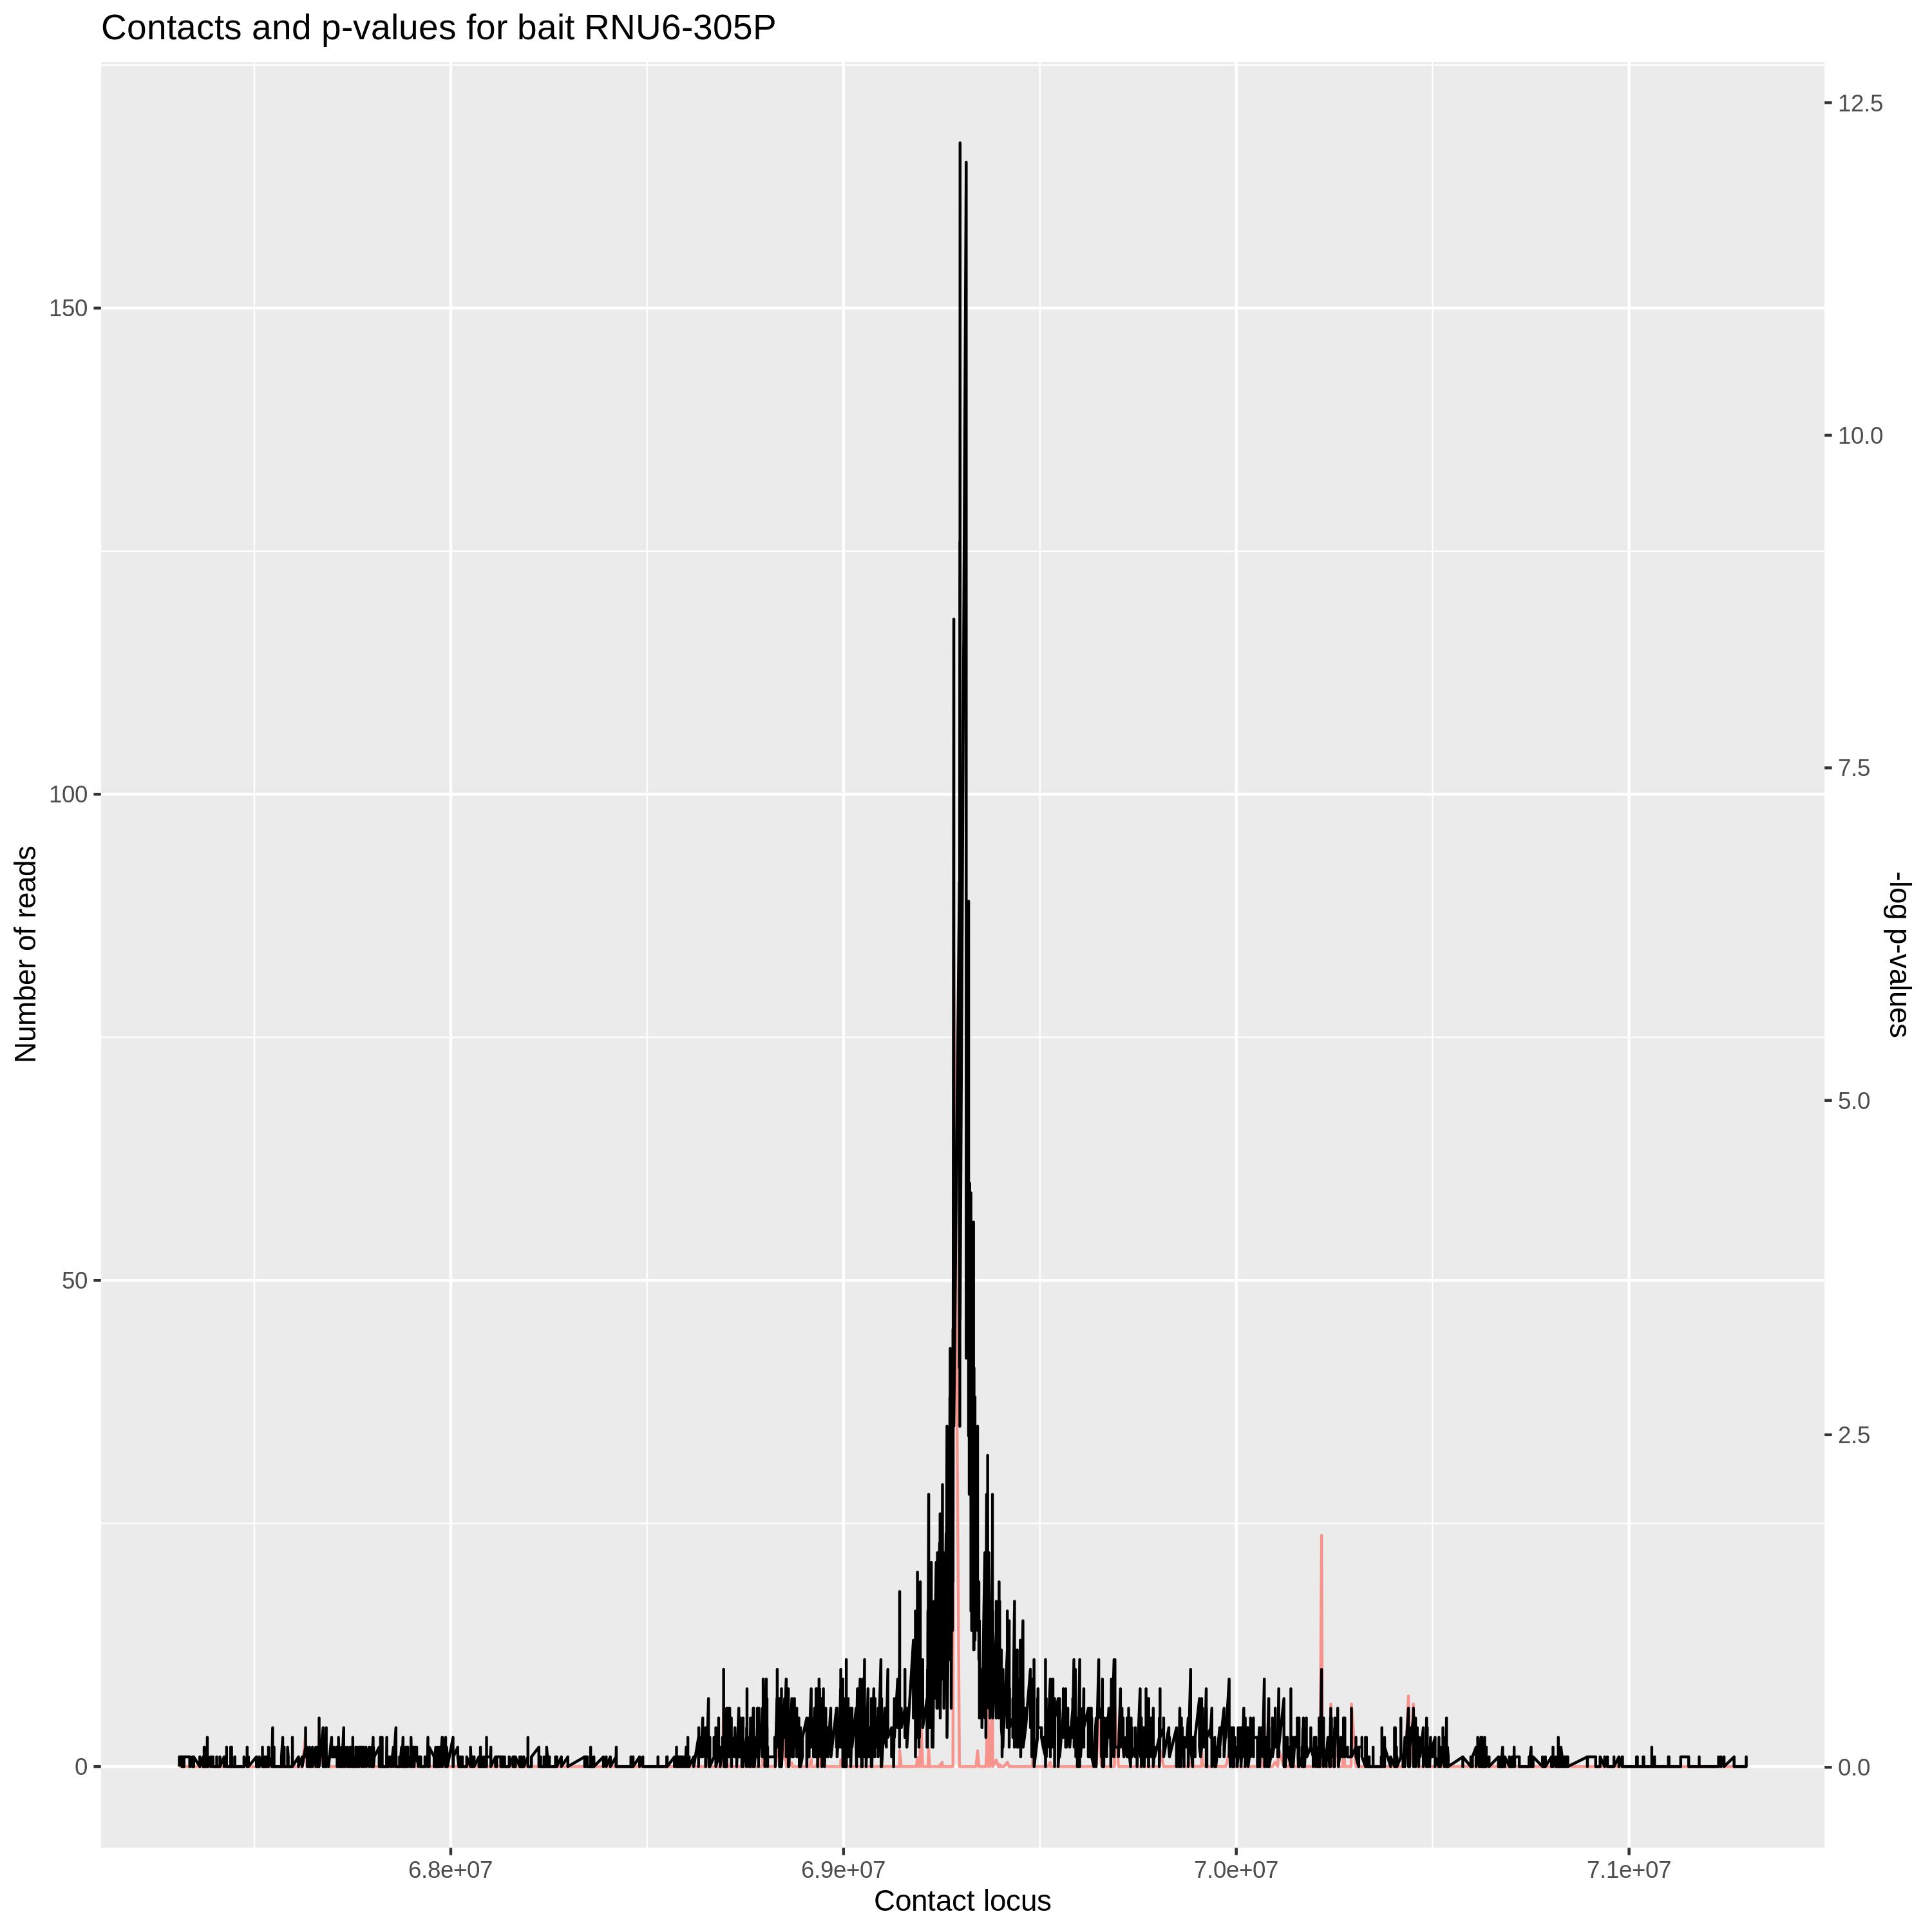 Contacts and p-values for bait RNU6-305P
12.5
150
10.0
100
7.5
Number of reads
-log p-values
5.0
50
2.5
0
0.0
6.8e+07
6.9e+07
7.0e+07
7.1e+07
Contact locus